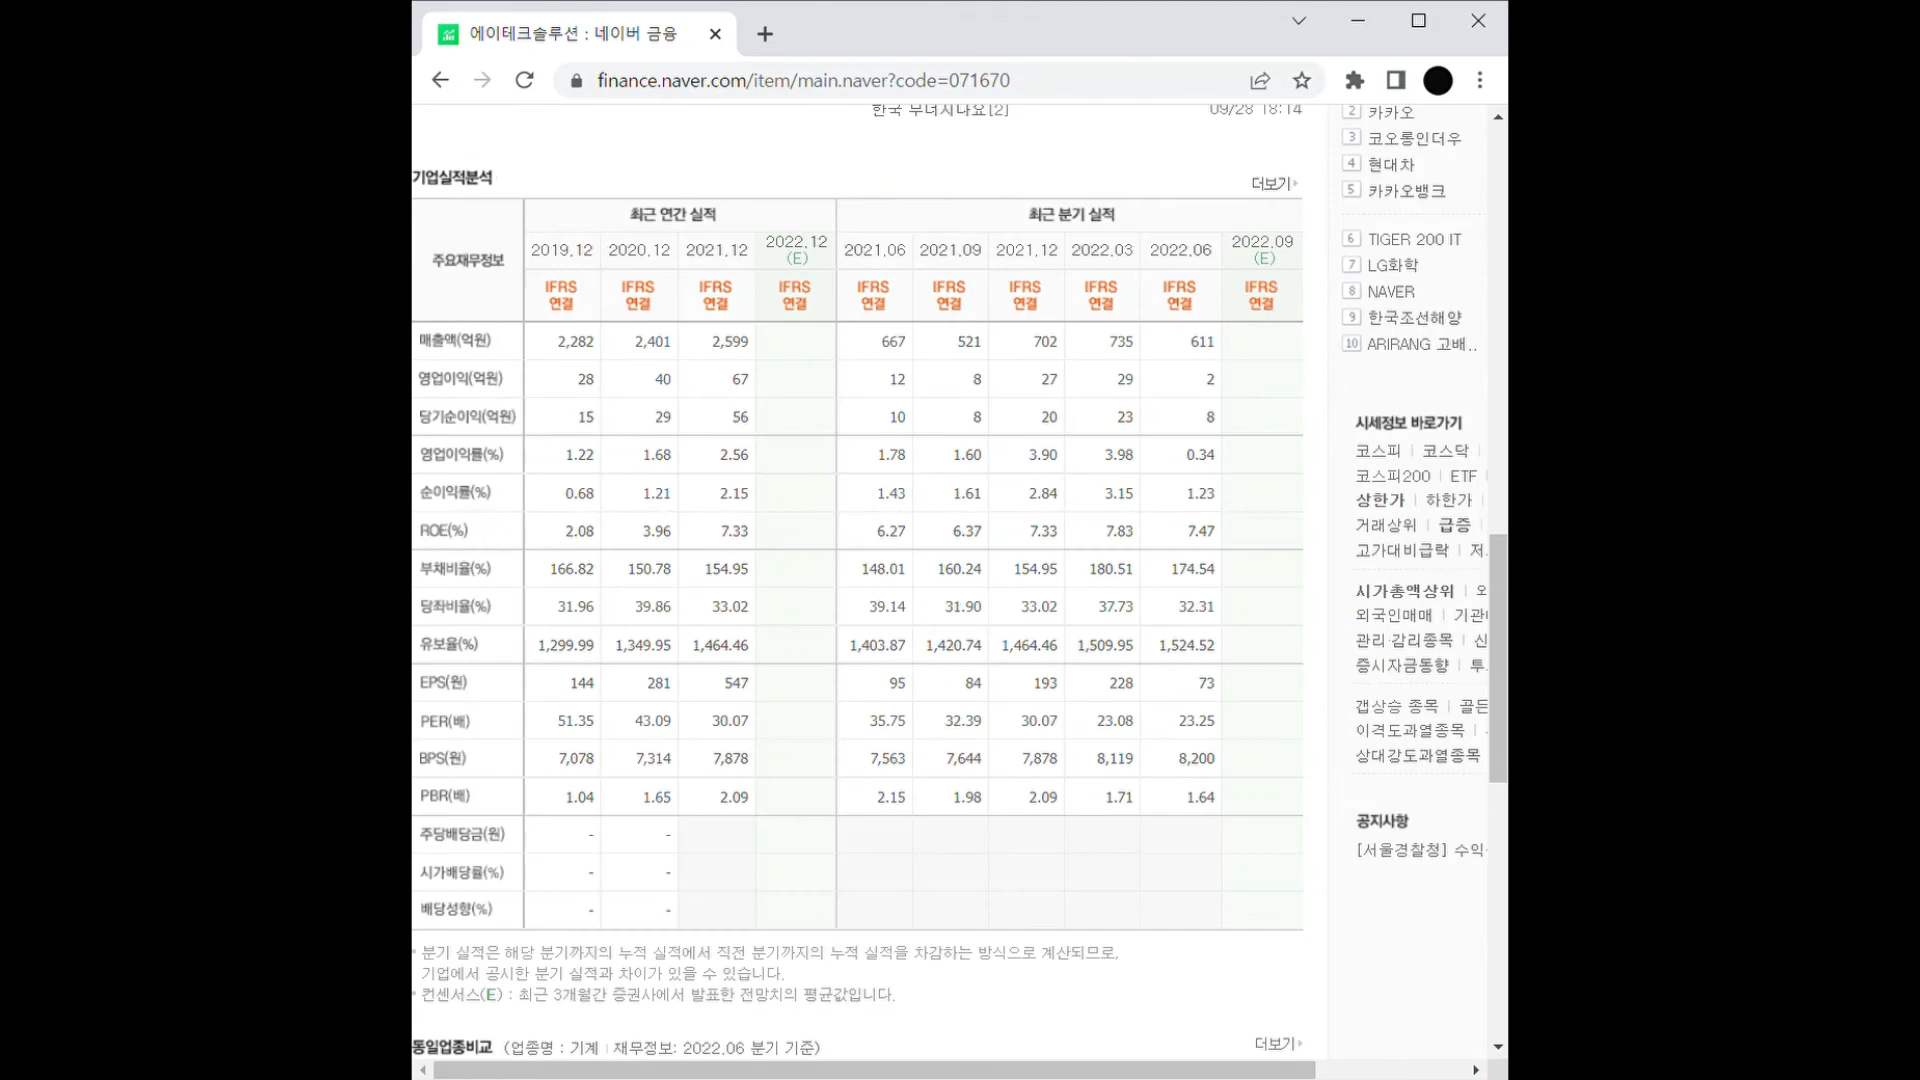 에이테크솔루션 : 네이버 금융
finance.naver.com/item/main.naver?code=071670
한국 무너지나요[2] 09/28 18:14
기업실적분석 더보기
주요재무정보 최근 연간 실적 최근 분기 실적
2019.12 2020.12 2021.12 2022.12 (E) 2021.06 2021.09 2021.12 2022.03 2022.06 2022.09 (E)
IFRS 연결 IFRS 연결 IFRS 연결 IFRS 연결 IFRS 연결 IFRS 연결 IFRS 연결 IFRS 연결 IFRS 연결 IFRS 연결
매출액(억원) 2,282 2,401 2,599 667 521 702 735 611
영업이익(억원) 28 40 67 12 8 27 29 2
당기순이익(억원) 15 29 56 10 8 20 23 8
영업이익률(%) 1.22 1.68 2.56 1.78 1.60 3.90 3.98 0.34
순이익률(%) 0.68 1.21 2.15 1.43 1.61 2.84 3.15 1.23
ROE(%) 2.08 3.96 7.33 6.27 6.37 7.33 7.83 7.47
부채비율(%) 166.82 150.78 154.95 148.01 160.24 154.95 180.51 174.54
당좌비율(%) 31.96 39.86 33.02 39.14 31.90 33.02 37.73 32.31
유보율(%) 1,299.99 1,349.95 1,464.46 1,403.87 1,420.74 1,464.46 1,509.95 1,524.52
EPS(원) 144 281 547 95 84 193 228 73
PER(배) 51.35 43.09 30.07 35.75 32.39 30.07 23.08 23.25
BPS(원) 7,078 7,314 7,878 7,563 7,644 7,878 8,119 8,200
PBR(배) 1.04 1.65 2.09 2.15 1.98 2.09 1.71 1.64
주당배당금(원) - -
시가배당률(%) - -
배당성향(%) - -
* 분기 실적은 해당 분기까지의 누적 실적에서 직전 분기까지의 누적 실적을 차감하는 방식으로 계산되므로,
기업에서 공시한 분기 실적과 차이가 있을 수 있습니다.
* 컨센서스(E) : 최근 3개월간 증권사에서 발표한 전망치의 평균값입니다.
동일업종비교 (업종명 : 기계 | 재무정보: 2022.06 분기 기준) 더보기
2 카카오
3 코오롱인더우
4 현대차
5 카카오뱅크
6 TIGER 200 IT
7 LG화학
8 NAVER
9 한국조선해양
10 ARIRANG 고배..
시세정보 바로가기
코스피 | 코스닥 |
코스피200 | ETF |
상한가 | 하한가 |
거래상위 | 급증 |
고가대비급락 | 저
시가총액상위 |
외국인매매 | 기관
관리·감리종목 | 신
증시자금동향 | 투
갭상승 종목 | 골든
이격도과열종목 |
상대강도과열종목
공지사항
[서울경찰청] 수익